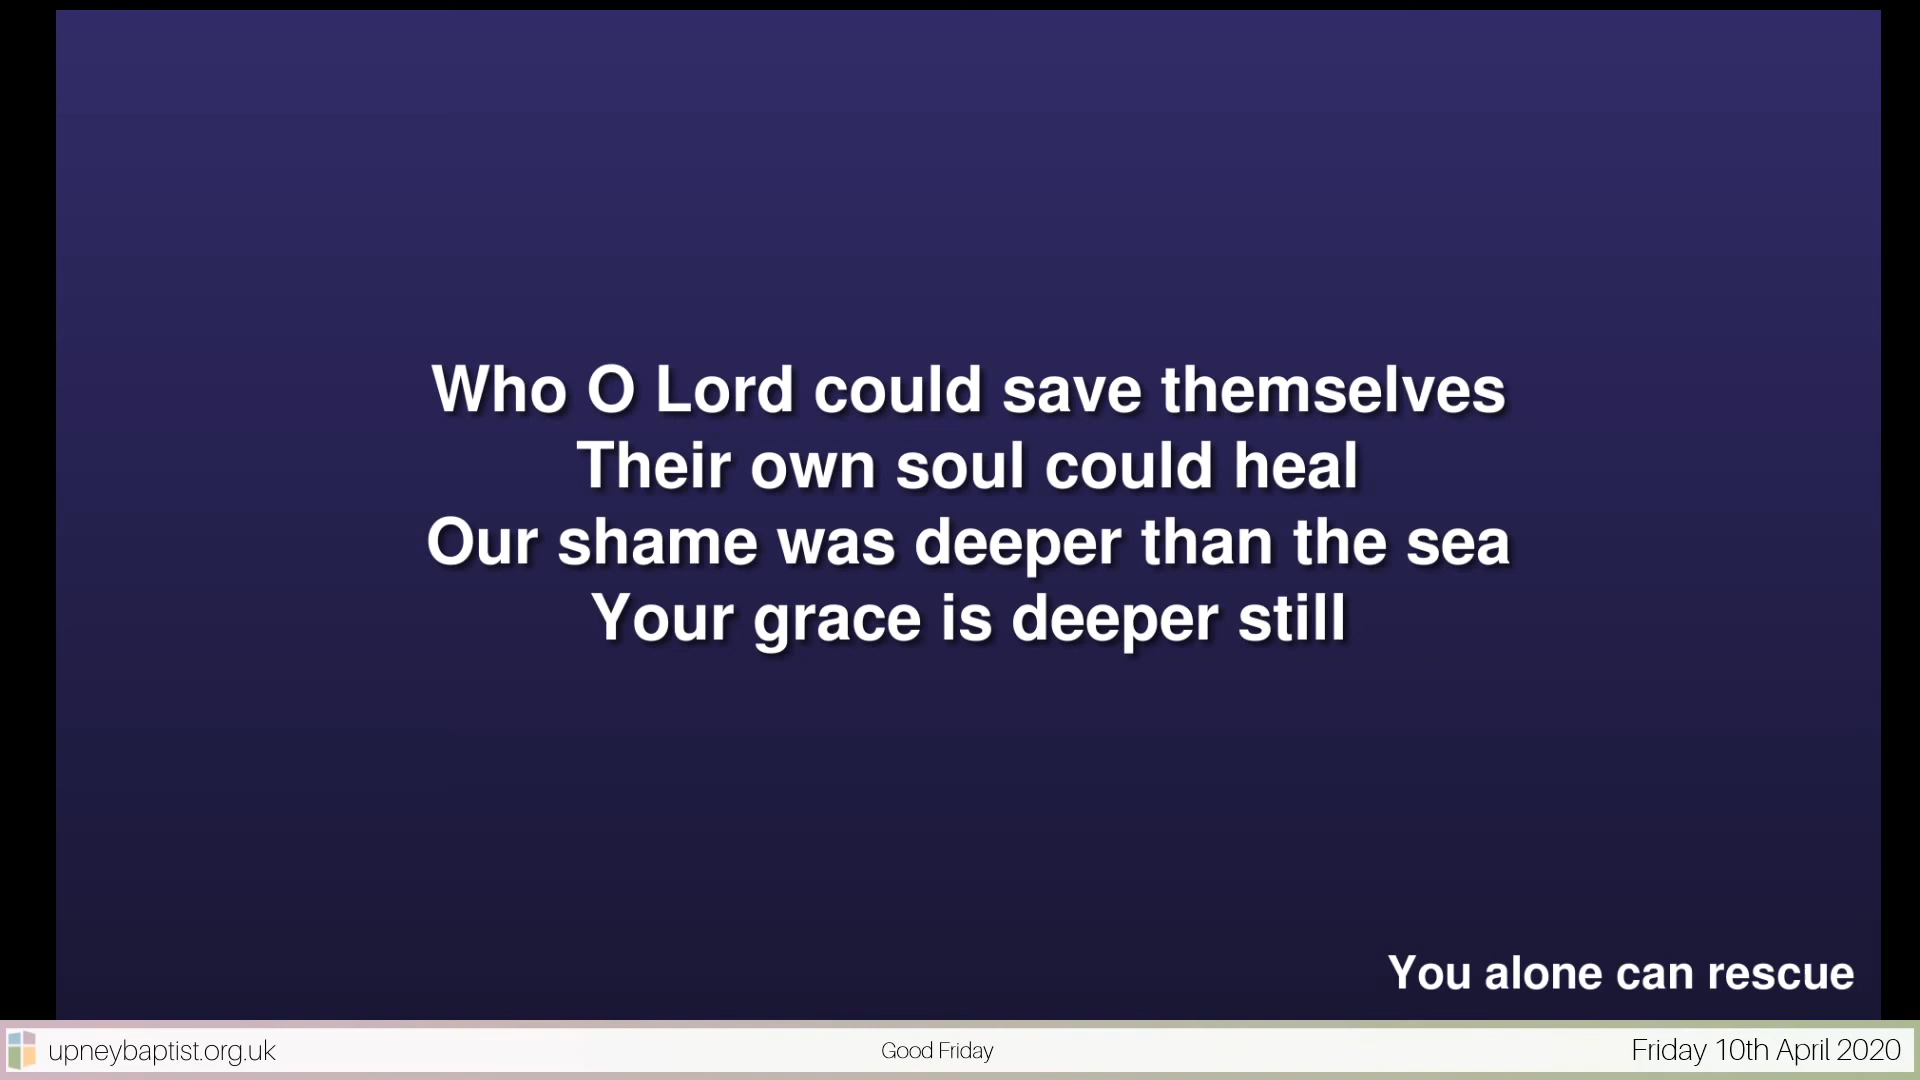 Who O Lord could save themselves
Their own soul could heal
Our shame was deeper than the sea
Your grace is deeper still
You alone can rescue
upneybaptist.org.uk
Good Friday
Friday 10th April 2020